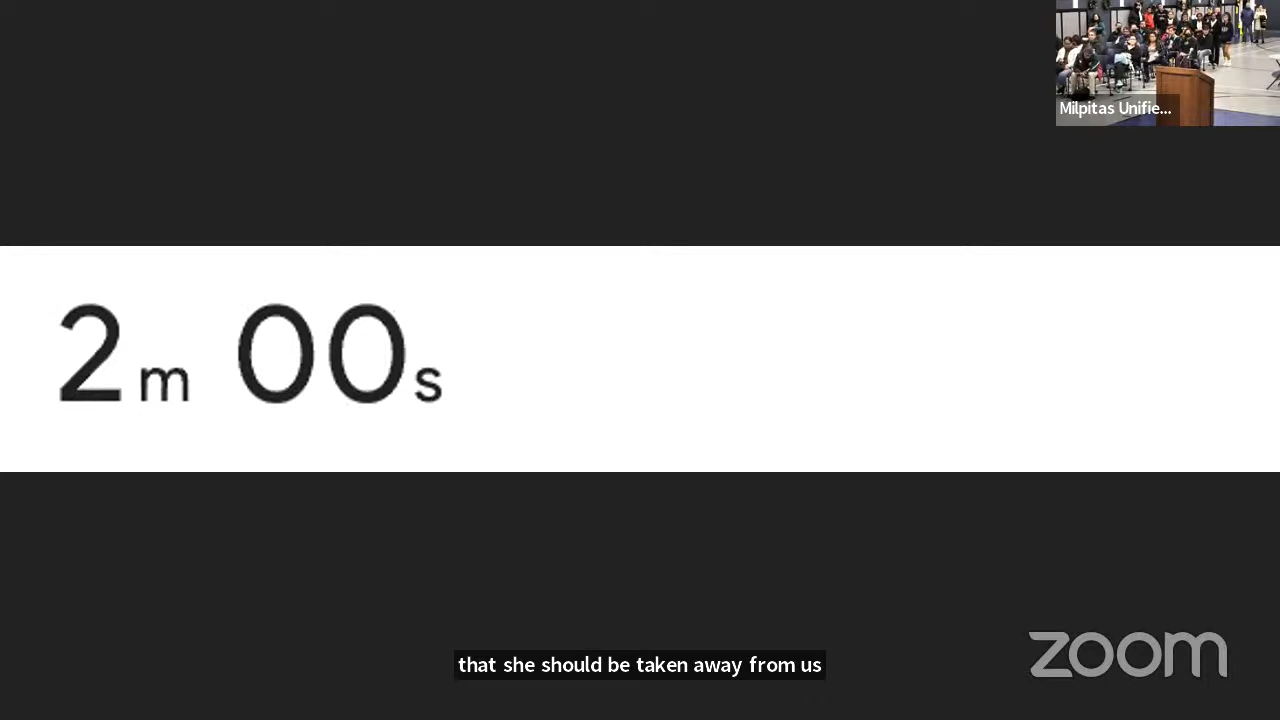 Milpitas Unifie...
2m 00s
that she should be taken away from us
zoom